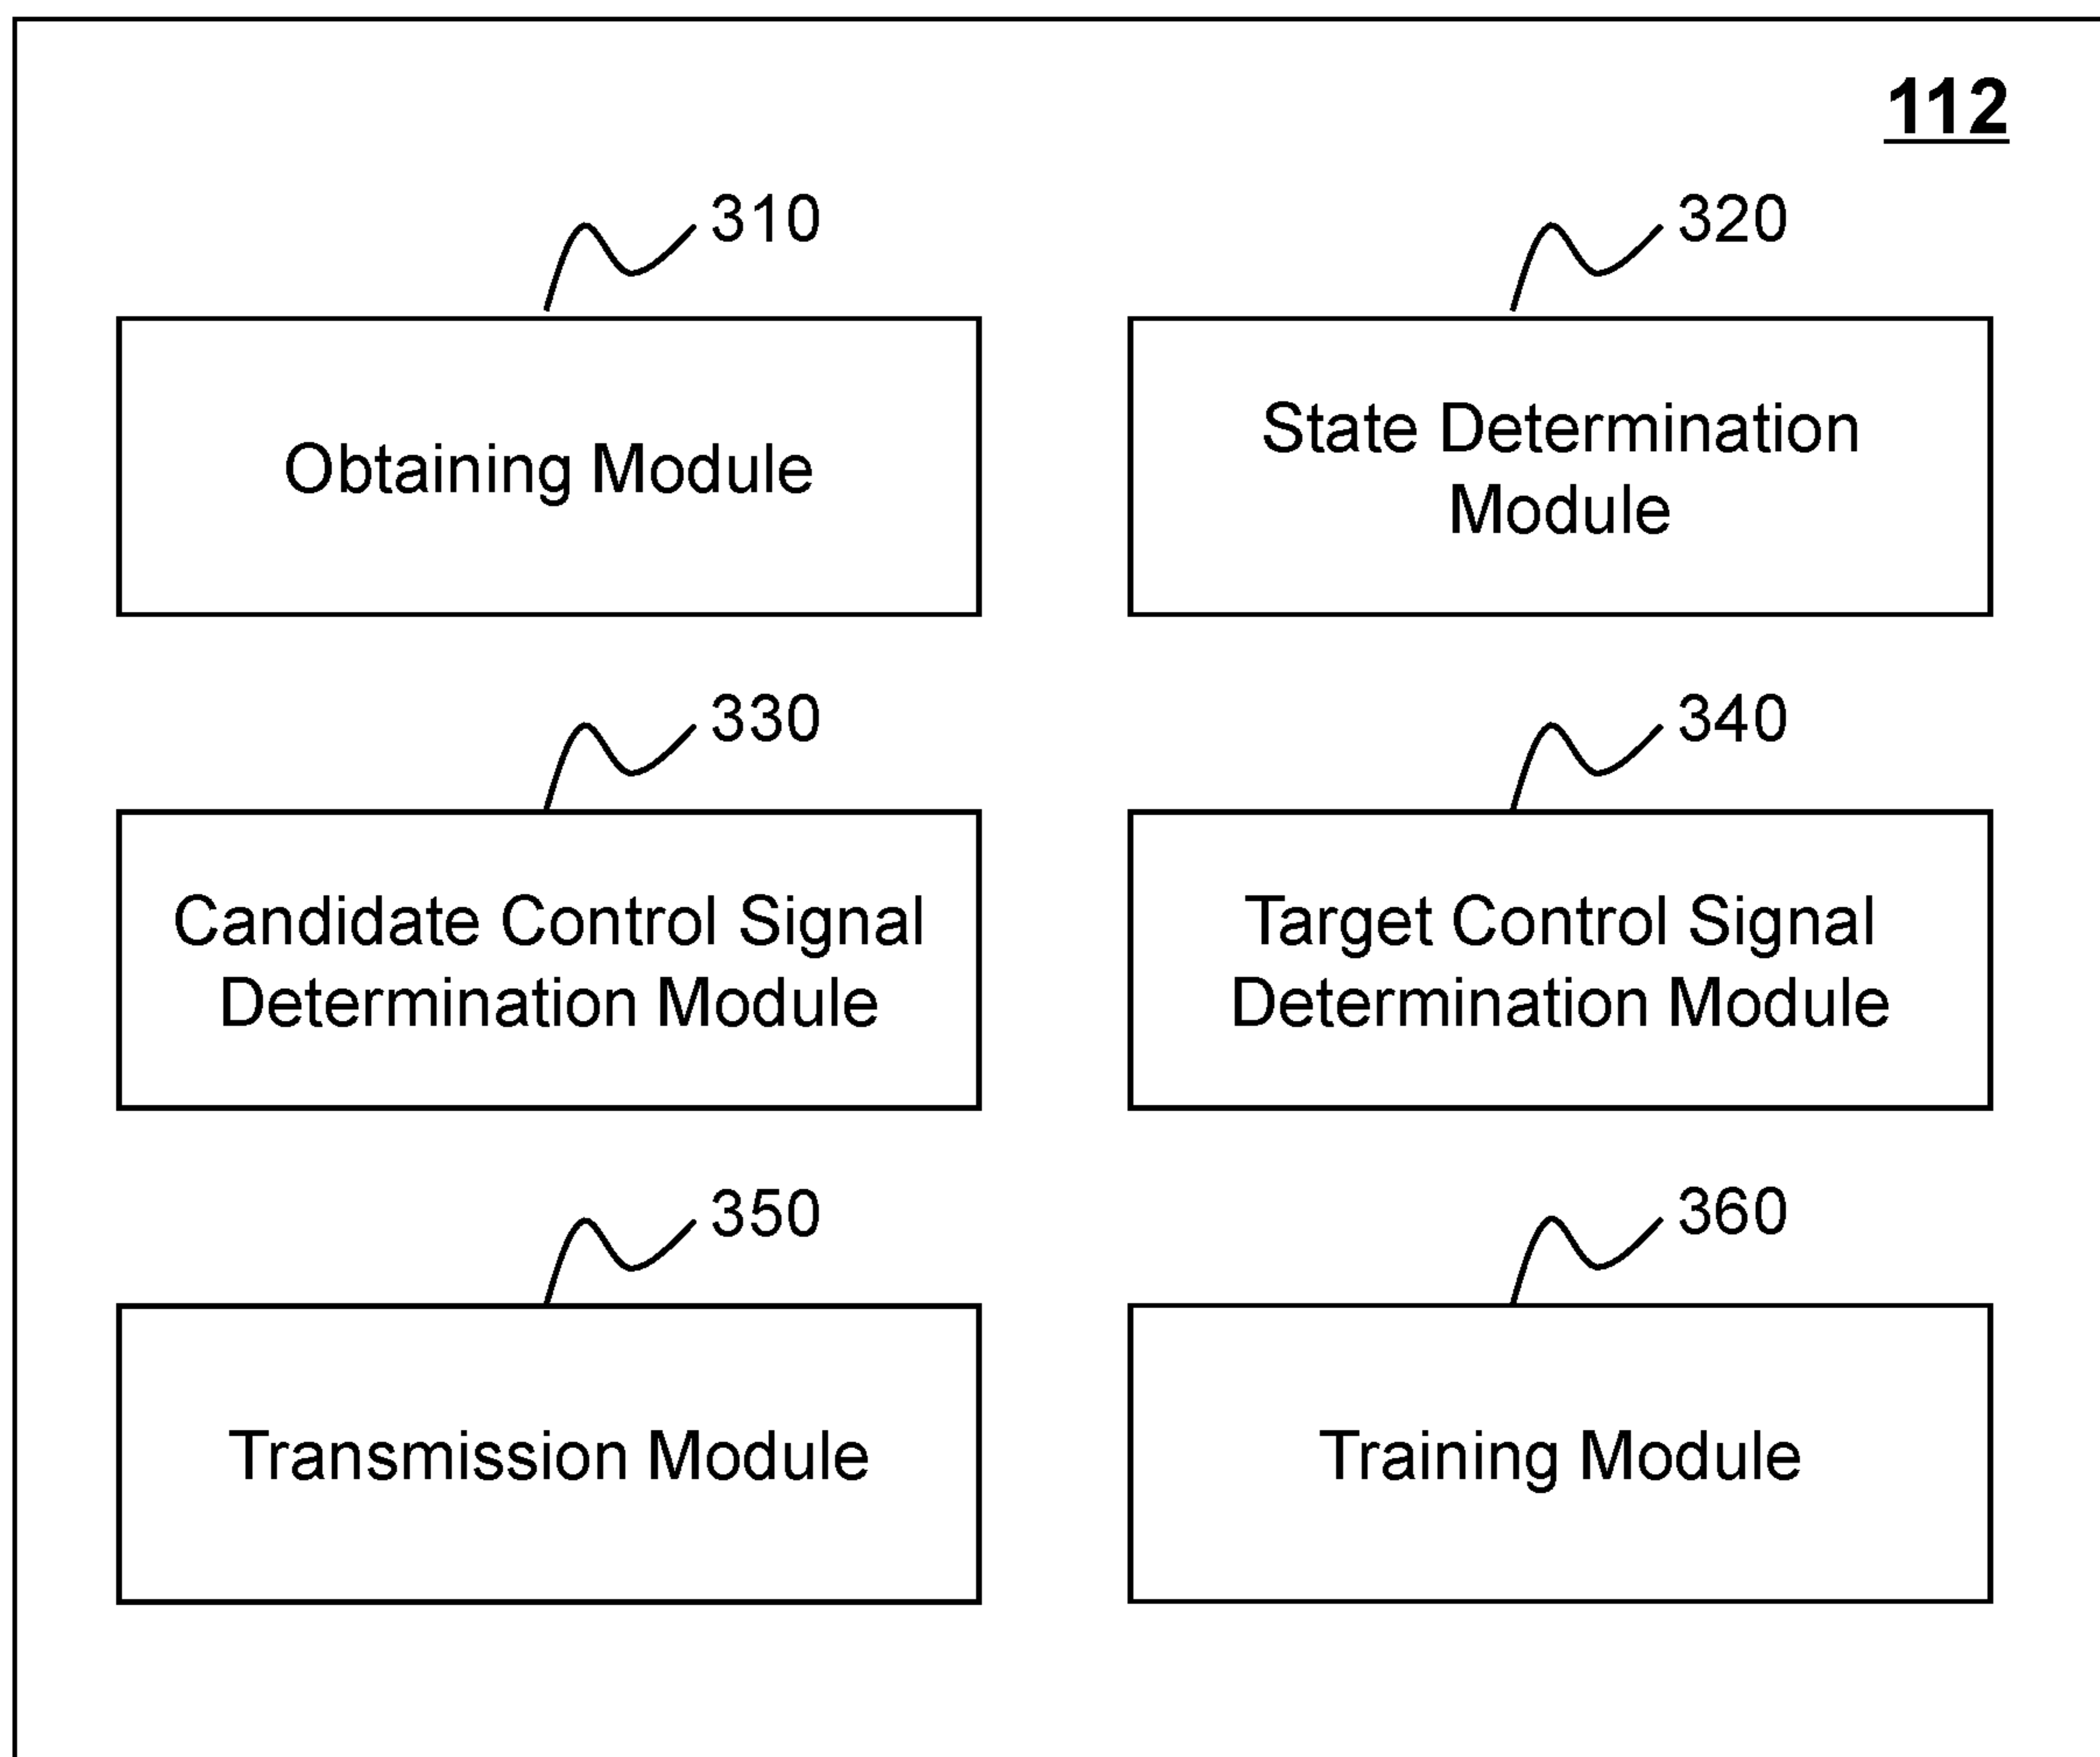 112
310
320
Obtaining Module
State Determination
Module
330
340
Candidate Control Signal
Determination Module
Target Control Signal
Determination Module
350
360
Transmission Module
Training Module